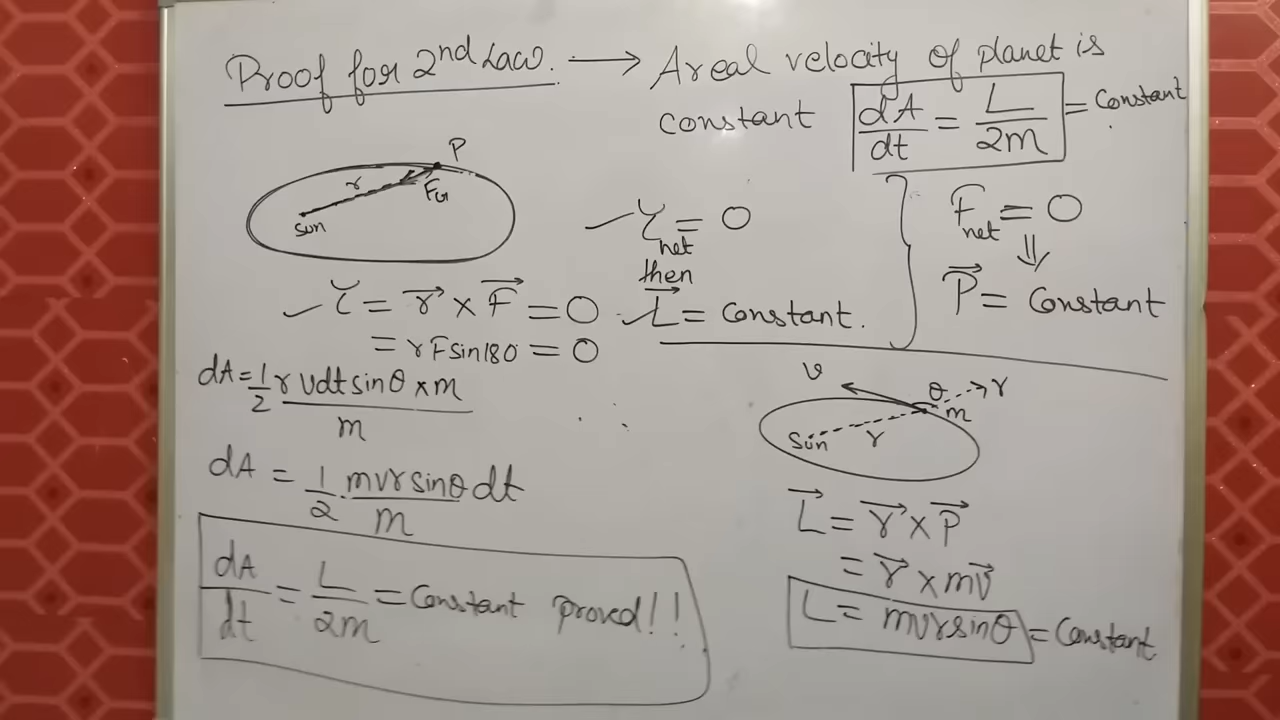 Proof for 2nd Law. → Areal velocity of planet is
constant dA/dt = L/2m = Constant
P
r
FG
Sun
τnet = 0
then
L⃗ = Constant.
Fnet = 0
⇓
P⃗ = Constant
τ = r⃗ × F⃗ = 0
= rFsin180 = 0
dA = 1/2 r vdt sinθ × m / m
dA = 1/2 . mvrsinθ/m dt
dA/dt = L/2m = Constant proved!!
v
θ
r
m
Sun
r
L⃗ = r⃗ × P⃗
= r⃗ × mv⃗
L = mvrsinθ = Constant